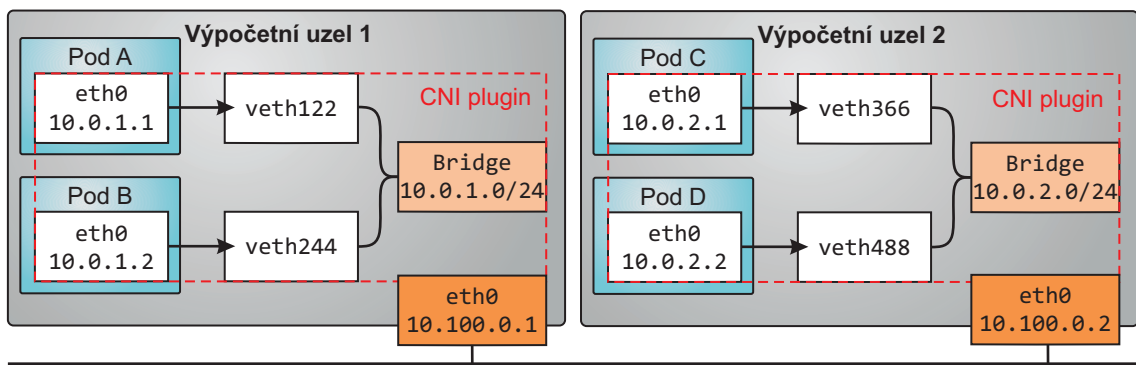 Výpočetní uzel 1
Pod A
eth0
10.0.1.1
veth122
CNI plugin
Bridge
10.0.1.0/24
Pod B
eth0
10.0.1.2
veth244
eth0
10.100.0.1
Výpočetní uzel 2
Pod C
eth0
10.0.2.1
veth366
CNI plugin
Bridge
10.0.2.0/24
Pod D
eth0
10.0.2.2
veth488
eth0
10.100.0.2